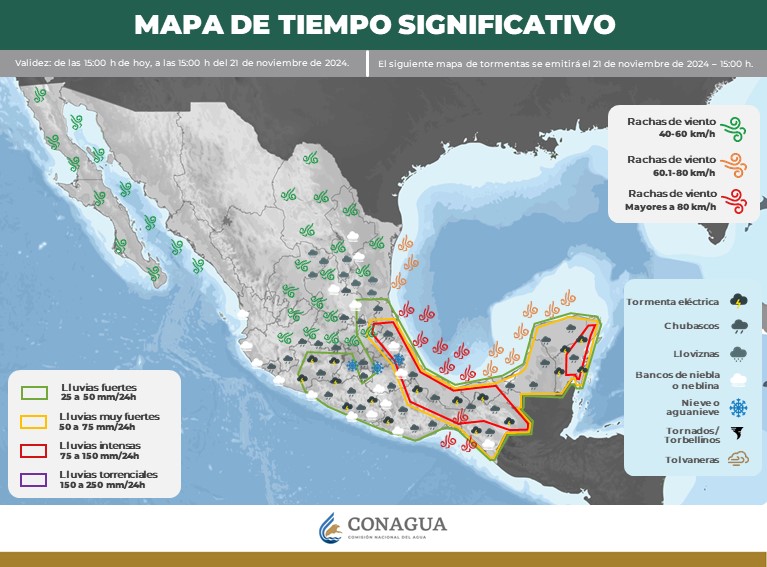 MAPA DE TIEMPO SIGNIFICATIVO
Validez: de las 15:00 h de hoy, a las 15:00 h del 21 de noviembre de 2024.
El siguiente mapa de tormentas se emitirá el 21 de noviembre de 2024 – 15:00 h.
Rachas de viento
40-60 km/h
Rachas de viento
60.1-80 km/h
Rachas de viento
Mayores a 80 km/h
Tormenta eléctrica
Chubascos
Lloviznas
Bancos de niebla
o neblina
Nieve o
aguanieve
Tornados/
Torbellinos
Tolvaneras
Lluvias fuertes
25 a 50 mm/24h
Lluvias muy fuertes
50 a 75 mm/24h
Lluvias intensas
75 a 150 mm/24h
Lluvias torrenciales
150 a 250 mm/24h
CONAGUA
COMISIÓN NACIONAL DEL AGUA